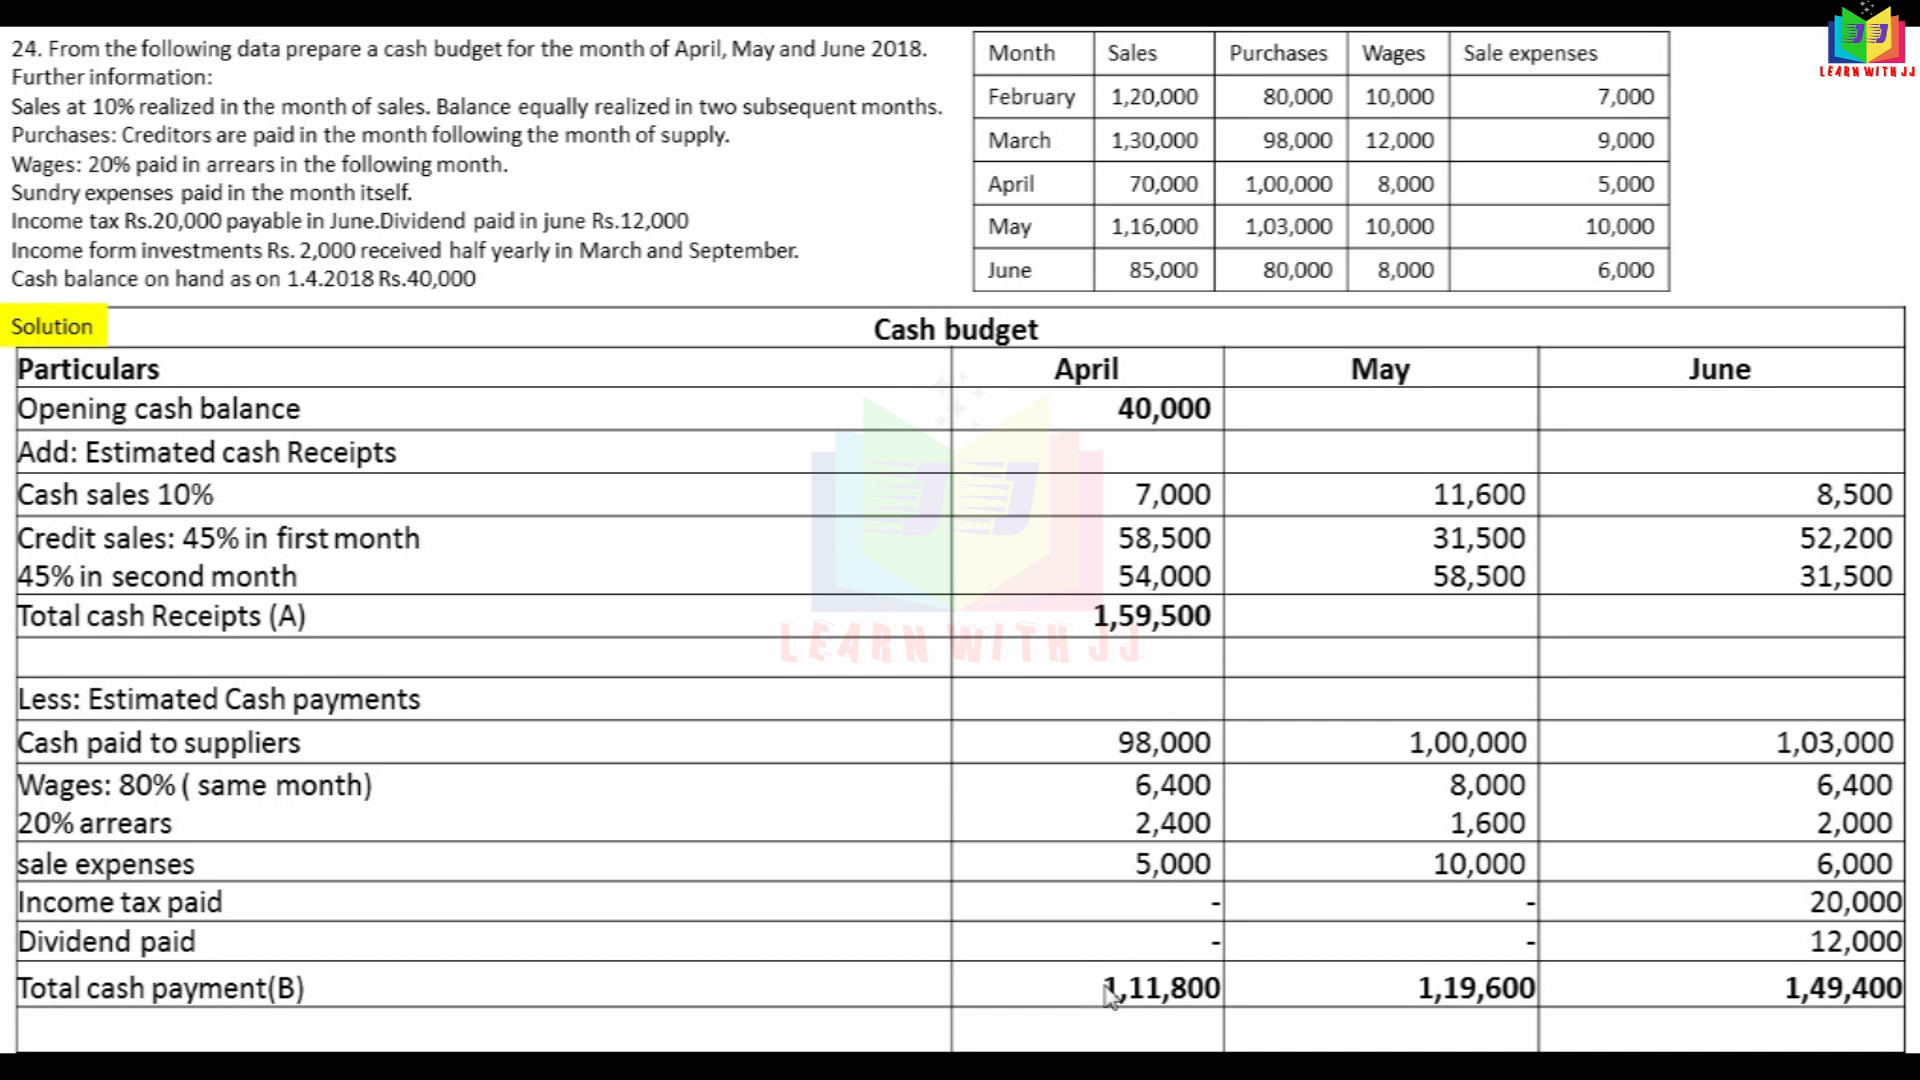 24. From the following data prepare a cash budget for the month of April, May and June 2018.
Further information:
Sales at 10% realized in the month of sales. Balance equally realized in two subsequent months.
Purchases: Creditors are paid in the month following the month of supply.
Wages: 20% paid in arrears in the following month.
Sundry expenses paid in the month itself.
Income tax Rs.20,000 payable in June.Dividend paid in june Rs.12,000
Income form investments Rs. 2,000 received half yearly in March and September.
Cash balance on hand as on 1.4.2018 Rs.40,000
Month Sales Purchases Wages Sale expenses
February 1,20,000 80,000 10,000 7,000
March 1,30,000 98,000 12,000 9,000
April 70,000 1,00,000 8,000 5,000
May 1,16,000 1,03,000 10,000 10,000
June 85,000 80,000 8,000 6,000
JJ
LEARN WITH JJ
Solution
Cash budget
Particulars April May June
Opening cash balance 40,000
Add: Estimated cash Receipts
Cash sales 10% 7,000 11,600 8,500
Credit sales: 45% in first month 58,500 31,500 52,200
45% in second month 54,000 58,500 31,500
Total cash Receipts (A) 1,59,500
JJ
LEARN WITH JJ
Less: Estimated Cash payments
Cash paid to suppliers 98,000 1,00,000 1,03,000
Wages: 80% ( same month) 6,400 8,000 6,400
20% arrears 2,400 1,600 2,000
sale expenses 5,000 10,000 6,000
Income tax paid - - 20,000
Dividend paid - - 12,000
Total cash payment(B) 1,11,800 1,19,600 1,49,400